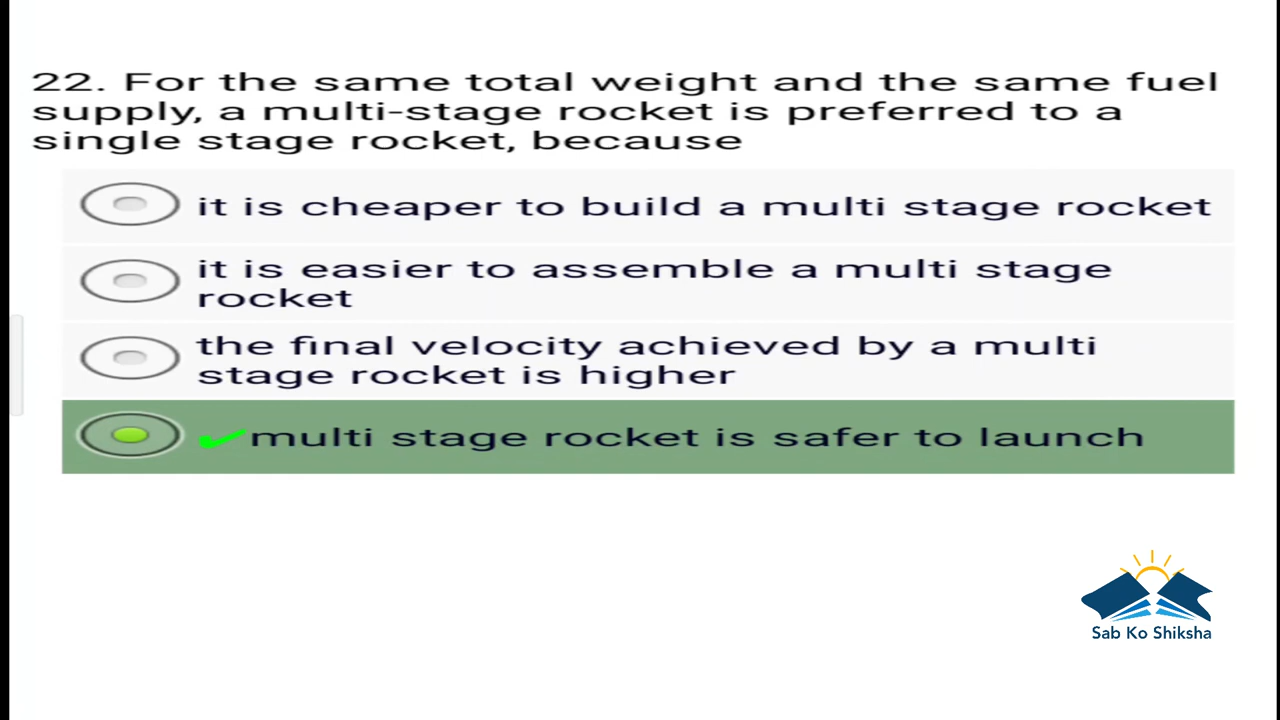 22. For the same total weight and the same fuel
supply, a multi-stage rocket is preferred to a
single stage rocket, because
it is cheaper to build a multi stage rocket
it is easier to assemble a multi stage
rocket
the final velocity achieved by a multi
stage rocket is higher
multi stage rocket is safer to launch
Sab Ko Shiksha